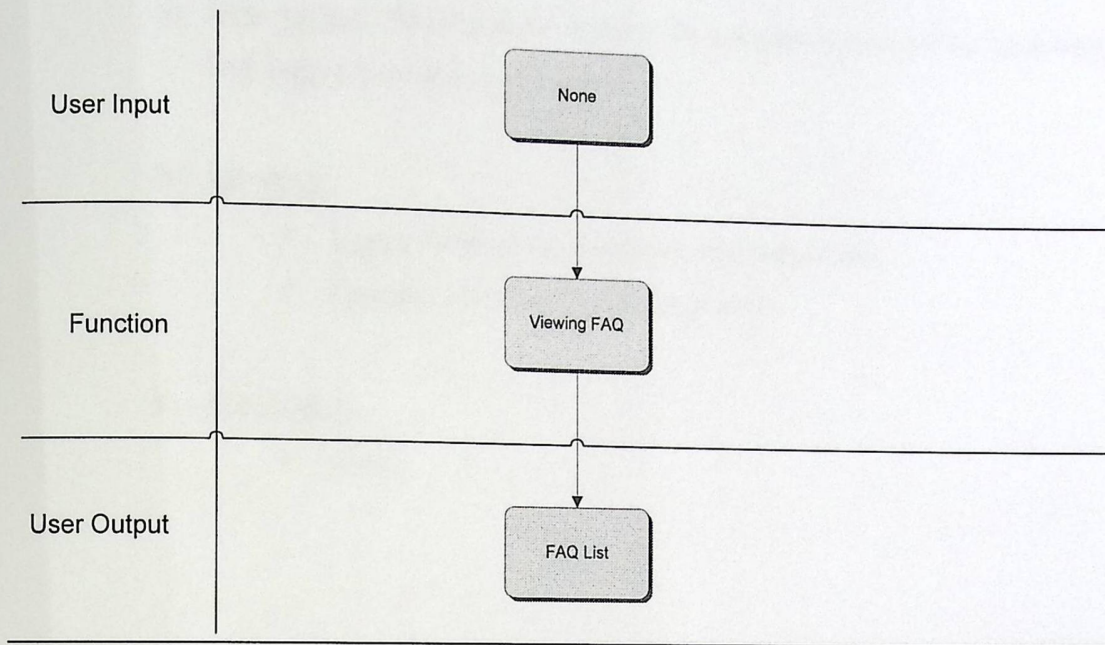 User Input
None
Function
Viewing FAQ
User Output
FAQ List